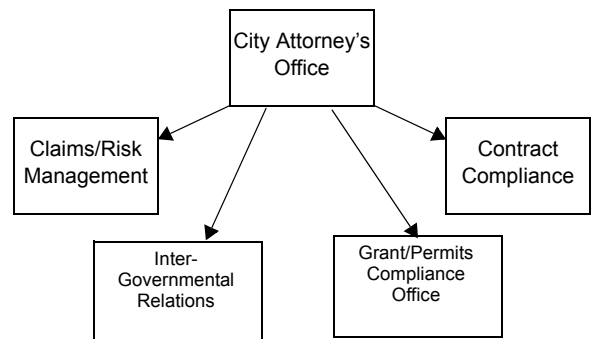 City Attorney's
Office
Claims/Risk
Management
Contract
Compliance
Inter-
Governmental
Relations
Grant/Permits
Compliance
Office